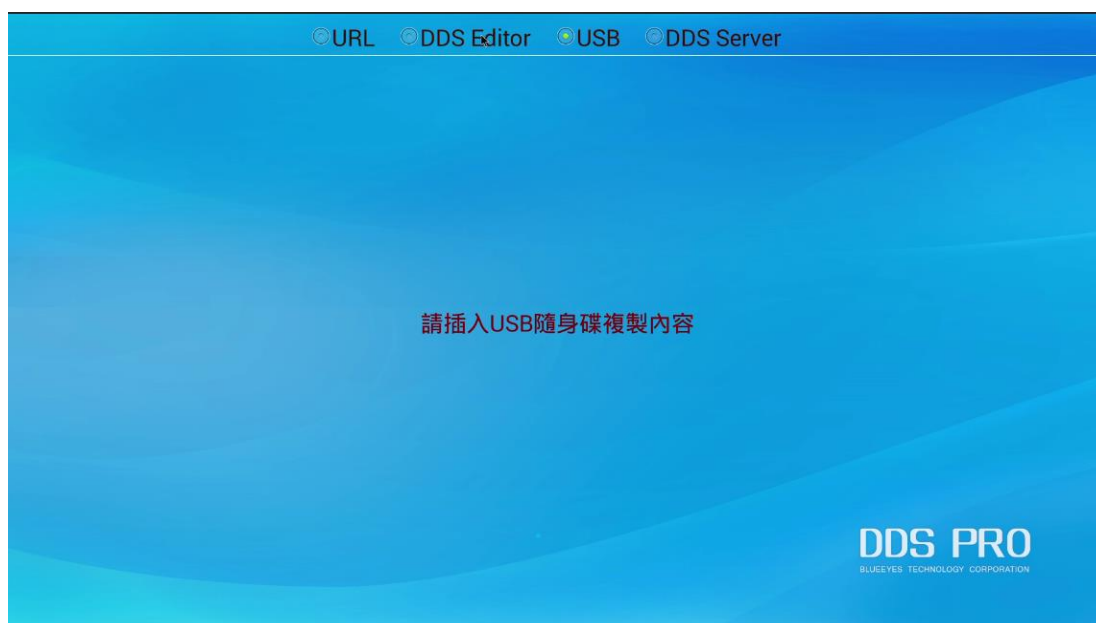 URL DDS Editor USB DDS Server
請插入USB隨身碟複製內容
DDS PRO
BLUEEYES TECHNOLOGY CORPORATION